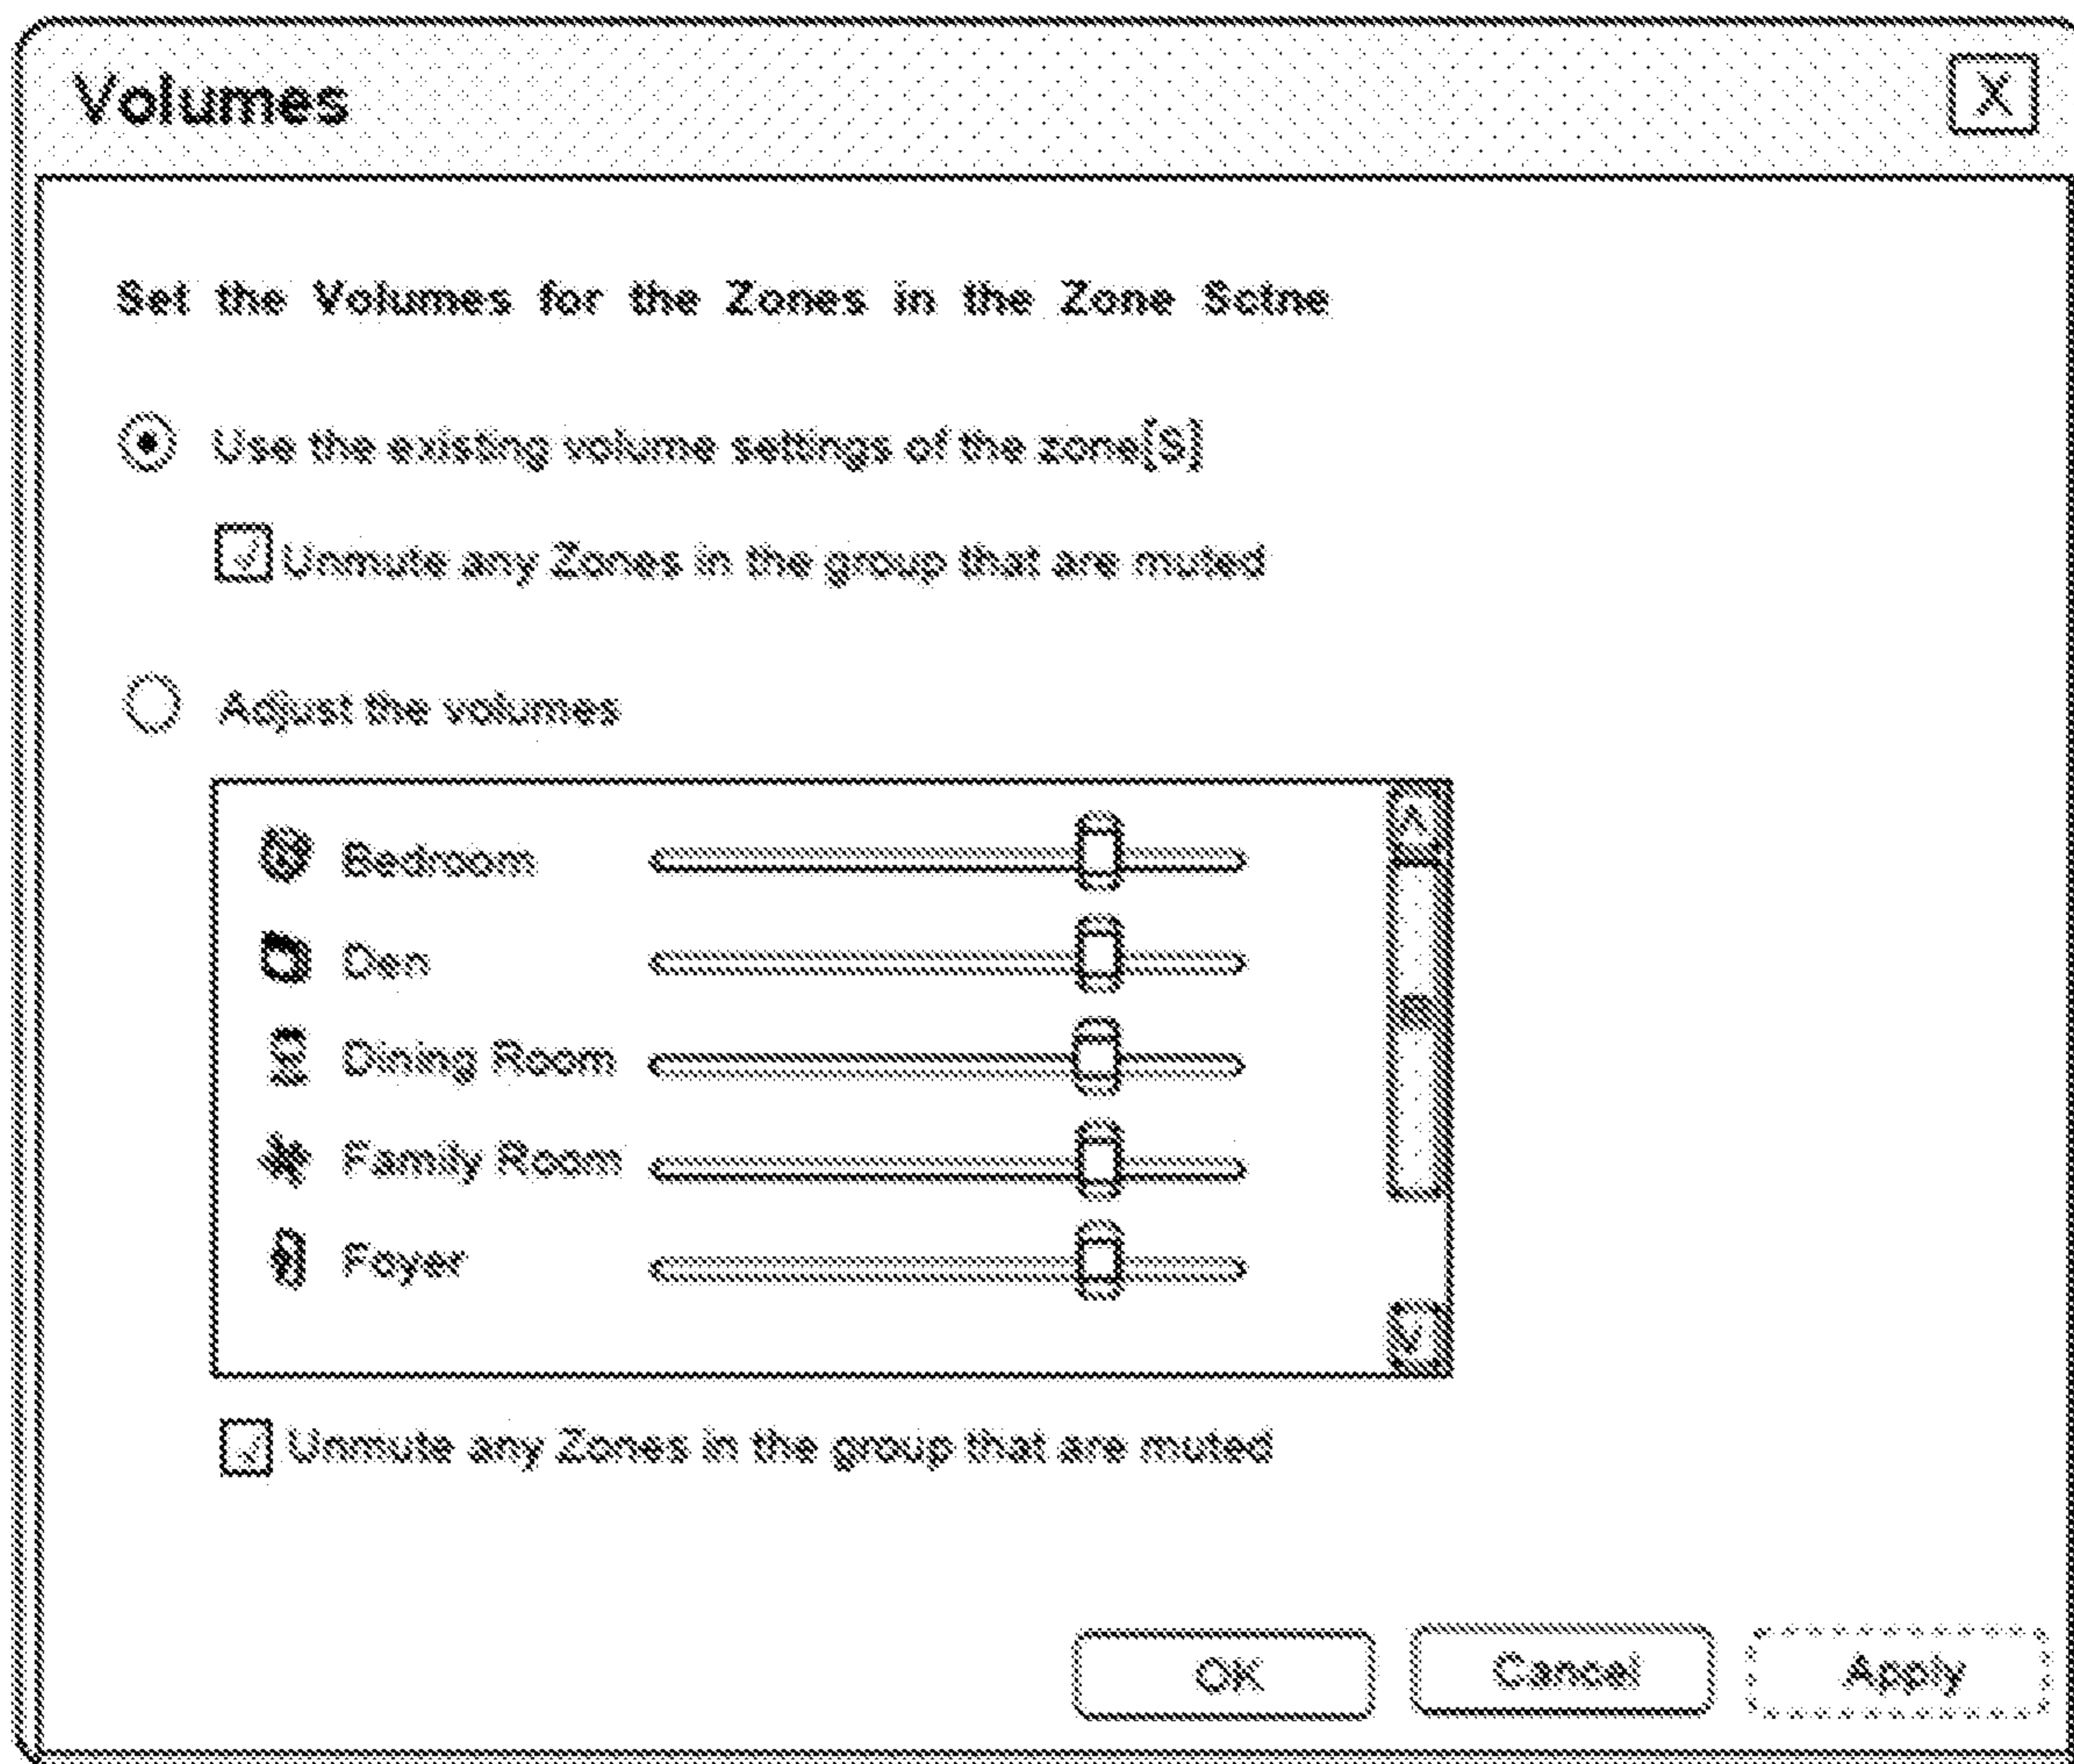 Volumes
X
Set the Volumes for the Zones in the Zone Sctne
Use the existing volume settings of the zone[S]
Unmute any Zones in the group that are muted
Adjust the volumes
Bedroom
Den
Dining Room
Family Room
Foyer
Unmute any Zones in the group that are muted
OK Cancel Apply